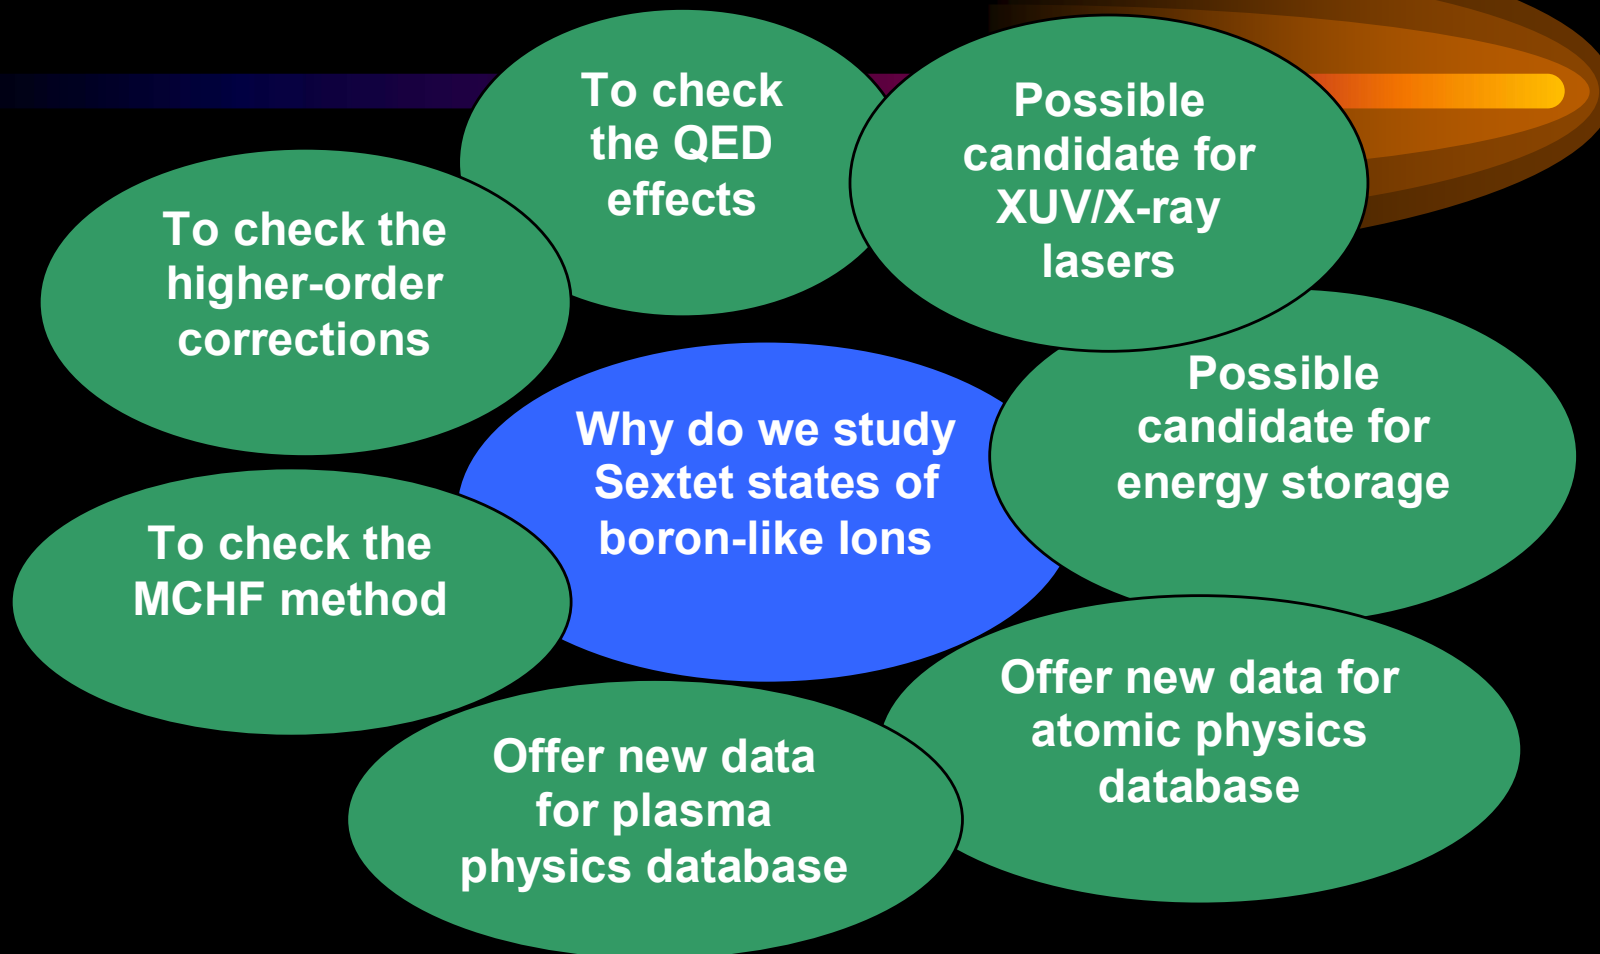 To check
the QED
effects
Possible
candidate for
XUV/X-ray
lasers
To check the
higher-order
corrections
Possible
candidate for
energy storage
Why do we study
Sextet states of
boron-like Ions
To check the
MCHF method
Offer new data for
atomic physics
database
Offer new data
for plasma
physics database